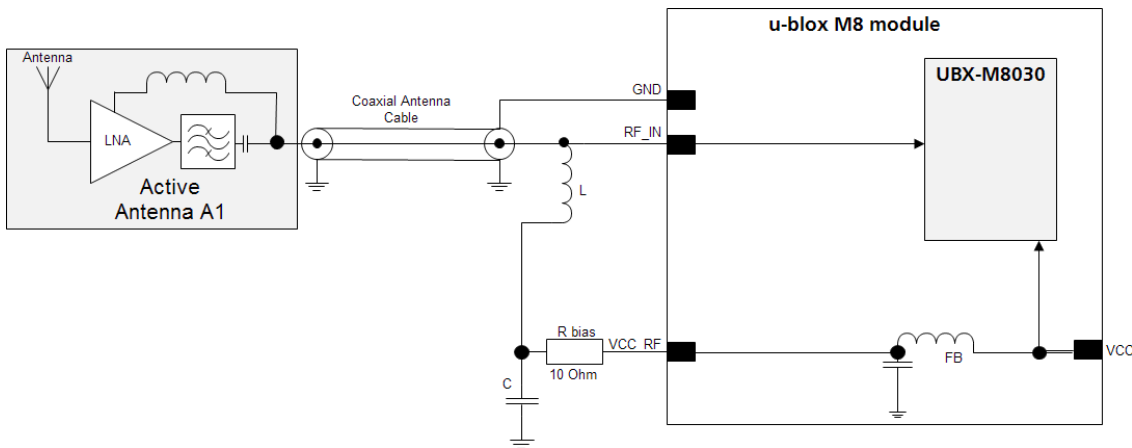 u-blox M8 module
Antenna
LNA
Active
Antenna A1
Coaxial Antenna
Cable
GND
RF_IN
UBX-M8030
L
R bias
VCC_RF
10 Ohm
C
FB
VCC